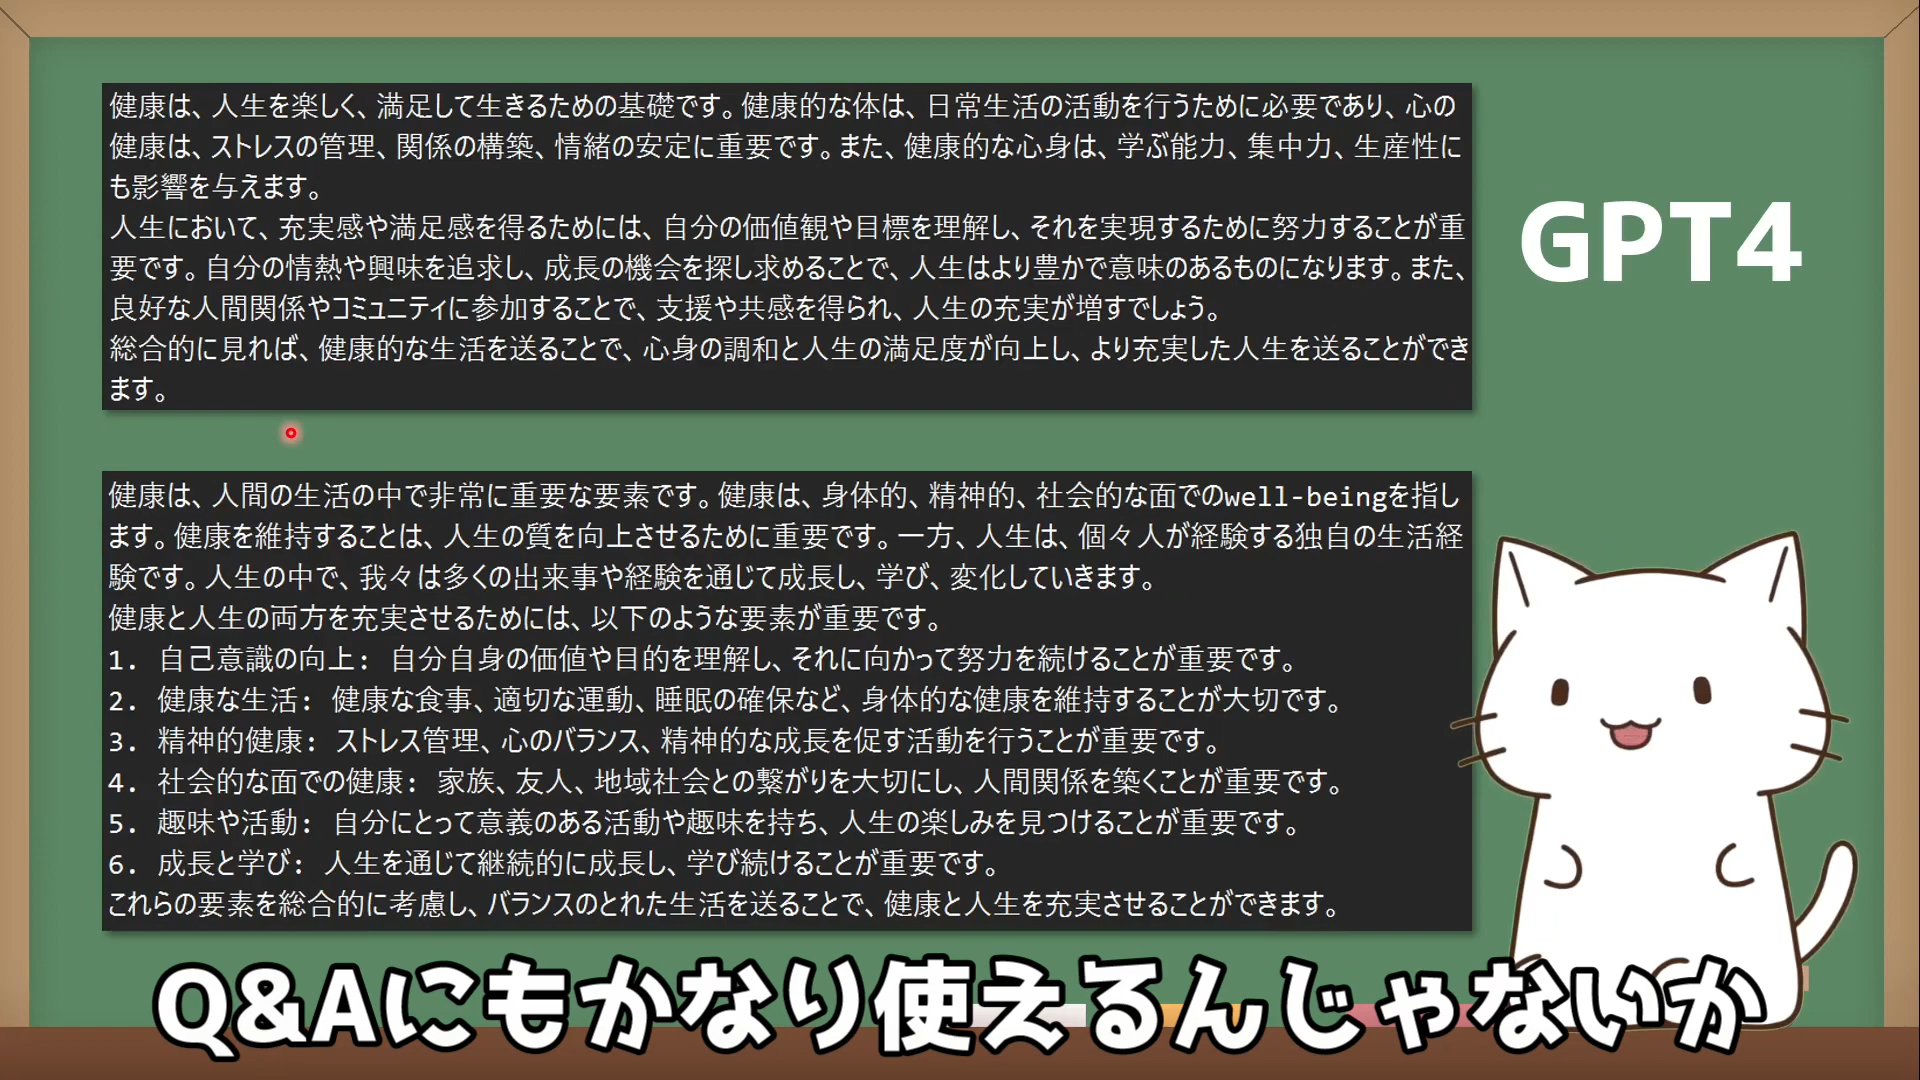 健康は、人生を楽しく、満足して生きるための基礎です。健康的な体は、日常生活の活動を行うために必要であり、心の
健康は、ストレスの管理、関係の構築、情緒の安定に重要です。また、健康的な心身は、学ぶ能力、集中力、生産性に
も影響を与えます。
人生において、充実感や満足感を得るためには、自分の価値観や目標を理解し、それを実現するために努力することが重
要です。自分の情熱や興味を追求し、成長の機会を探し求めることで、人生はより豊かで意味のあるものになります。また、
良好な人間関係やコミュニティに参加することで、支援や共感を得られ、人生の充実が増すでしょう。
総合的に見れば、健康的な生活を送ることで、心身の調和と人生の満足度が向上し、より充実した人生を送ることができ
ます。
GPT4
健康は、人間の生活の中で非常に重要な要素です。健康は、身体的、精神的、社会的な面でのwell-beingを指し
ます。健康を維持することは、人生の質を向上させるために重要です。一方、人生は、個々人が経験する独自の生活経
験です。人生の中で、我々は多くの出来事や経験を通じて成長し、学び、変化していきます。
健康と人生の両方を充実させるためには、以下のような要素が重要です。
1. 自己意識の向上: 自分自身の価値や目的を理解し、それに向かって努力を続けることが重要です。
2. 健康な生活: 健康な食事、適切な運動、睡眠の確保など、身体的な健康を維持することが大切です。
3. 精神的健康: ストレス管理、心のバランス、精神的な成長を促す活動を行うことが重要です。
4. 社会的な面での健康: 家族、友人、地域社会との繋がりを大切にし、人間関係を築くことが重要です。
5. 趣味や活動: 自分にとって意義のある活動や趣味を持ち、人生の楽しみを見つけることが重要です。
6. 成長と学び: 人生を通じて継続的に成長し、学び続けることが重要です。
これらの要素を総合的に考慮し、バランスのとれた生活を送ることで、健康と人生を充実させることができます。
Q&Aにもかなり使えるんじゃないか